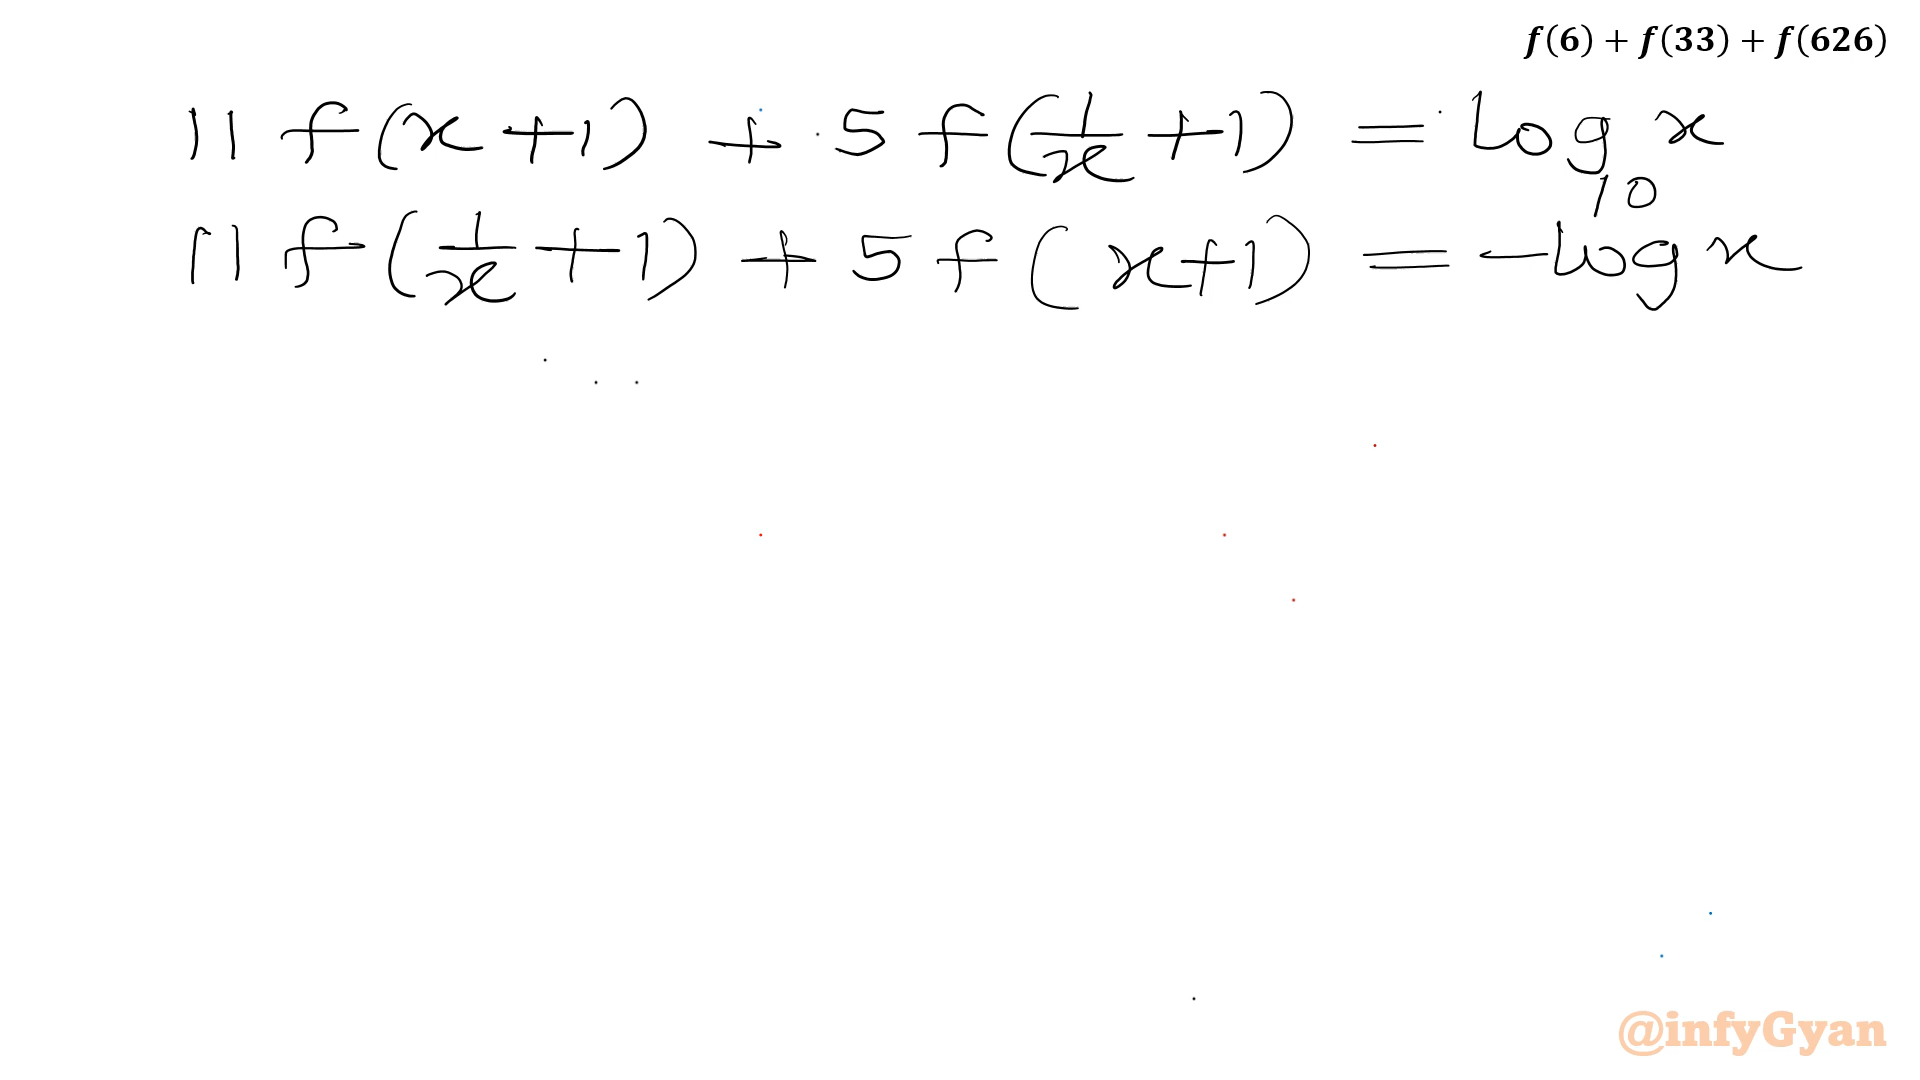 f(6) + f(33) + f(626)
11 f(x+1) + 5 f(1/x +1) = log₁₀ x
11 f(1/x +1) + 5 f(x+1) = -log x
@infyGyan